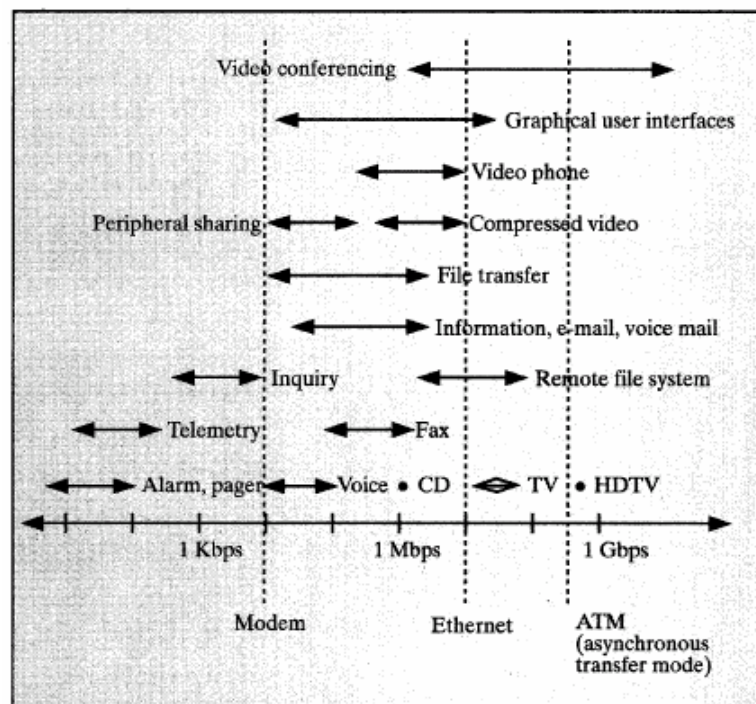 Video conferencing
Graphical user interfaces
Video phone
Peripheral sharing
Compressed video
File transfer
Information, e-mail, voice mail
Inquiry
Remote file system
Telemetry
Fax
Alarm, pager
Voice
CD
TV
HDTV
1 Kbps
1 Mbps
1 Gbps
Modem
Ethernet
ATM
(asynchronous
transfer mode)